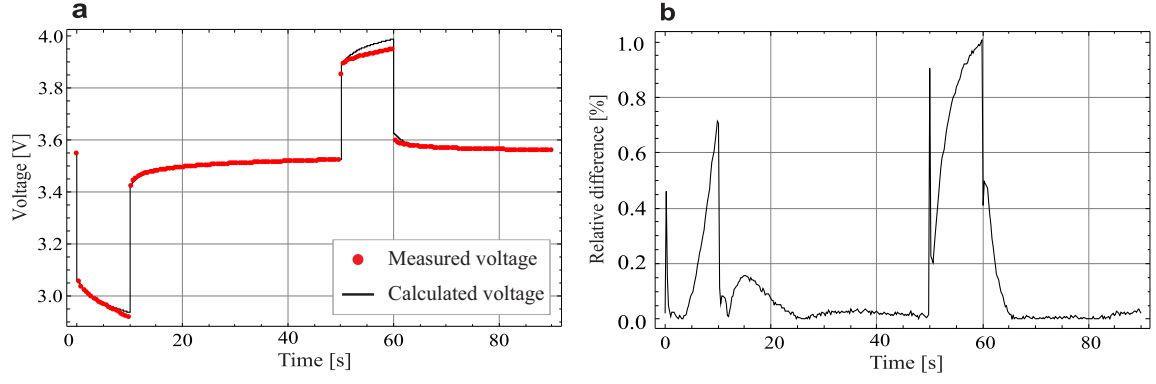 a
Voltage [V]
4.0
3.8
3.6
3.4
3.2
3.0
Measured voltage
Calculated voltage
0
20
40
60
80
Time [s]
b
Relative difference [%]
1.0
0.8
0.6
0.4
0.2
0.0
0
20
40
60
80
Time [s]